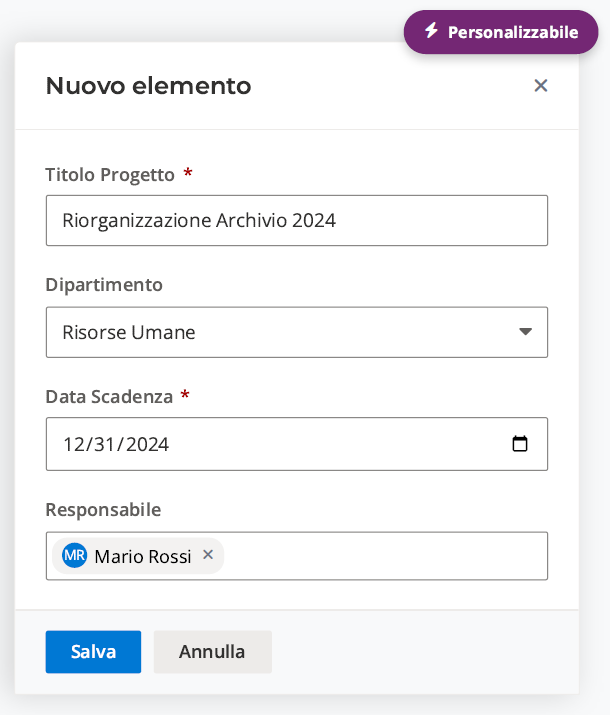 Personalizzabile
Nuovo elemento
Titolo Progetto *
Riorganizzazione Archivio 2024
Dipartimento
Risorse Umane
Data Scadenza *
12/31/2024
Responsabile
MR Mario Rossi ×
Salva Annulla